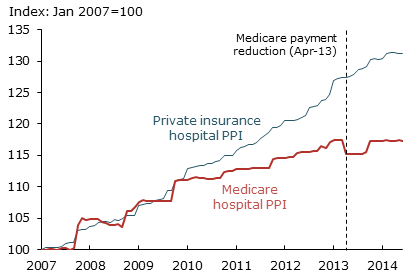 Index: Jan 2007=100
135
130
125
120
115
110
105
100
Medicare payment
reduction (Apr-13)
Private insurance
hospital PPI
Medicare
hospital PPI
2007 2008 2009 2010 2011 2012 2013 2014